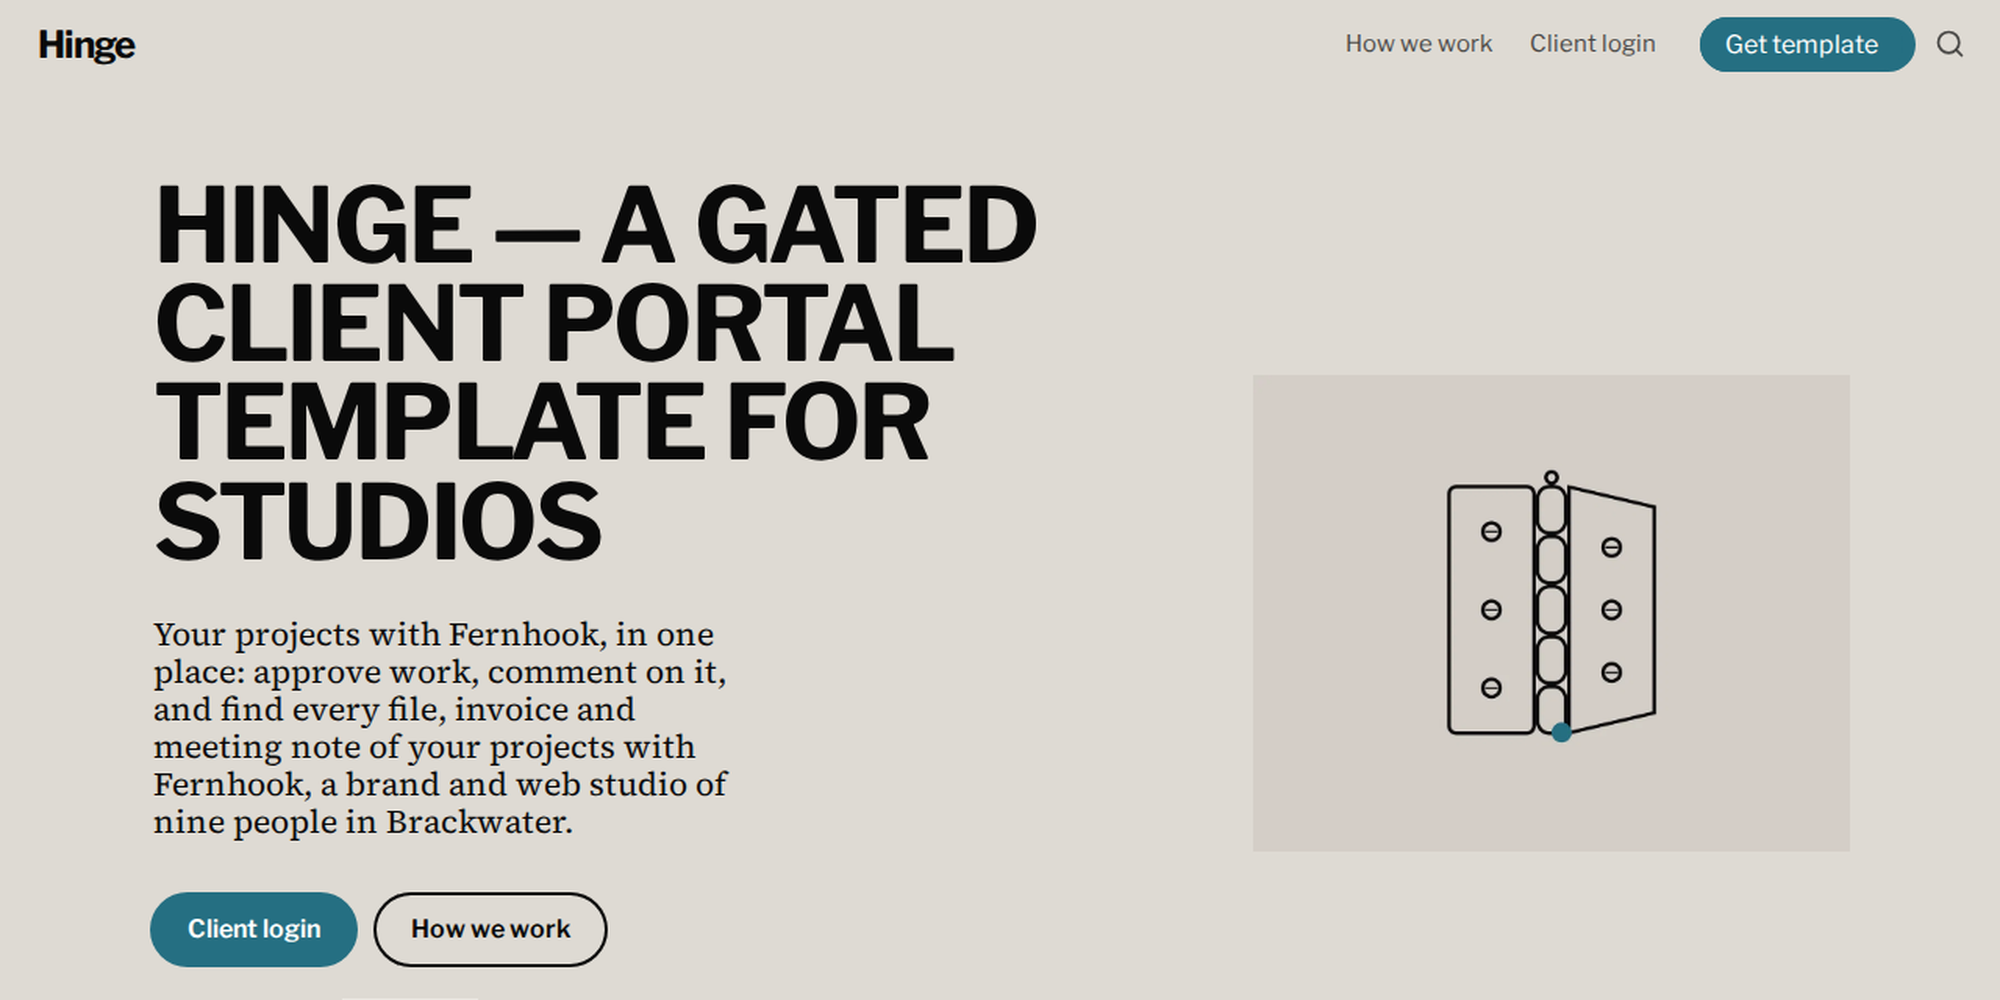 Hinge
How we work
Client login
Get template
HINGE — A GATED
CLIENT PORTAL
TEMPLATE FOR
STUDIOS
Your projects with Fernhook, in one
place: approve work, comment on it,
and find every file, invoice and
meeting note of your projects with
Fernhook, a brand and web studio of
nine people in Brackwater.
Client login
How we work